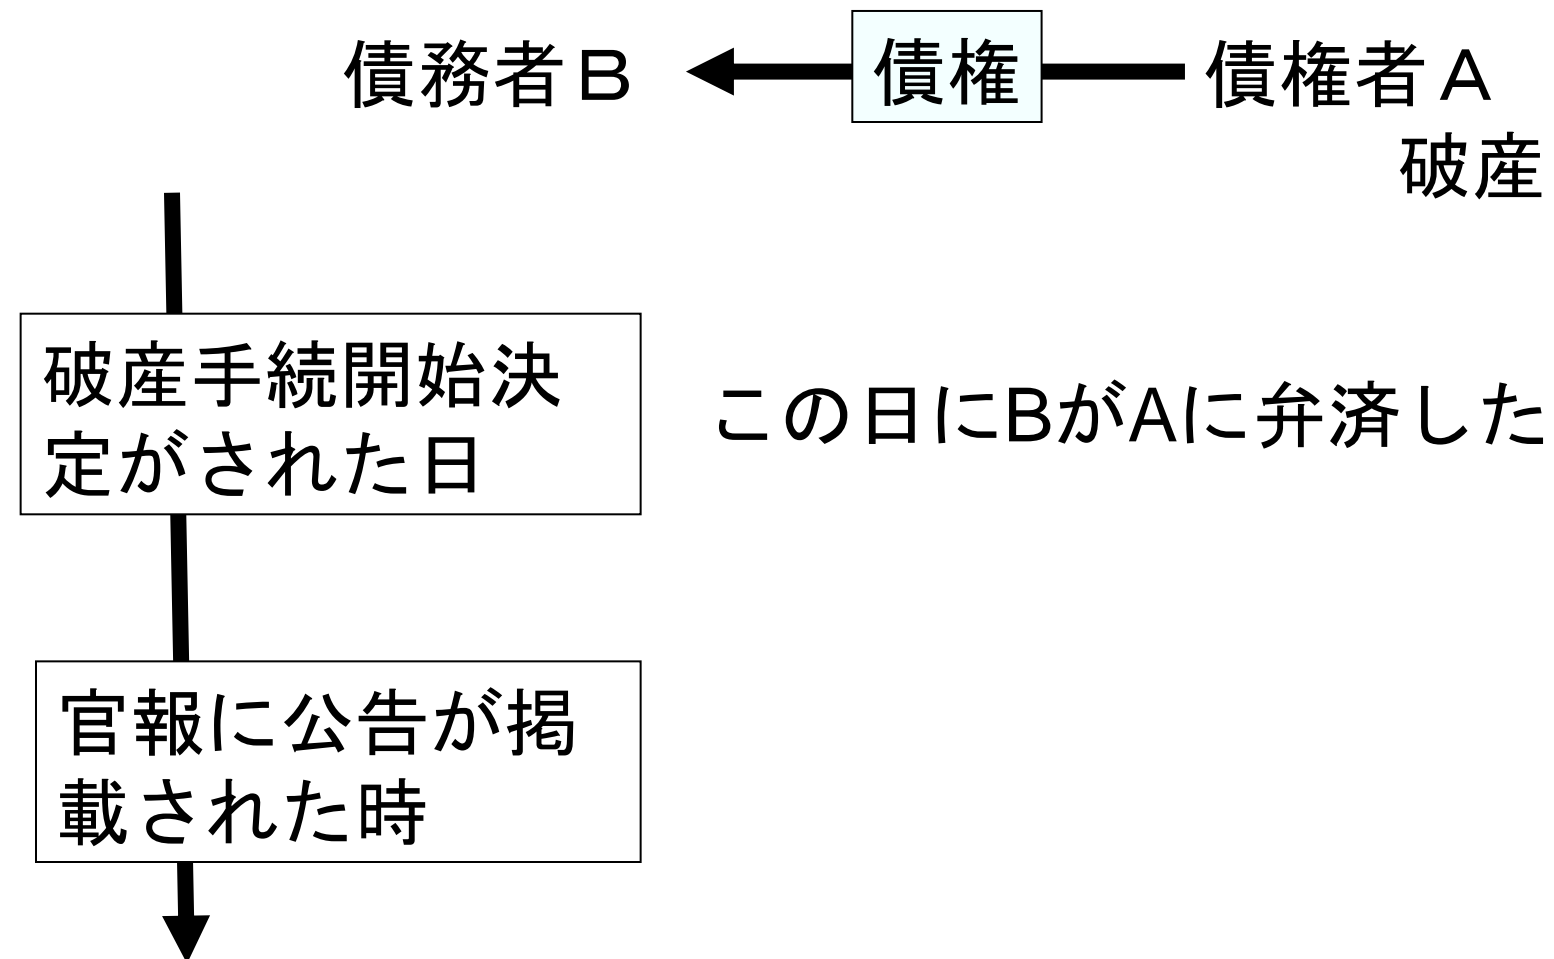 債務者Ｂ 債権 債権者Ａ
破産
破産手続開始決
定がされた日
この日にBがAに弁済した
官報に公告が掲
載された時